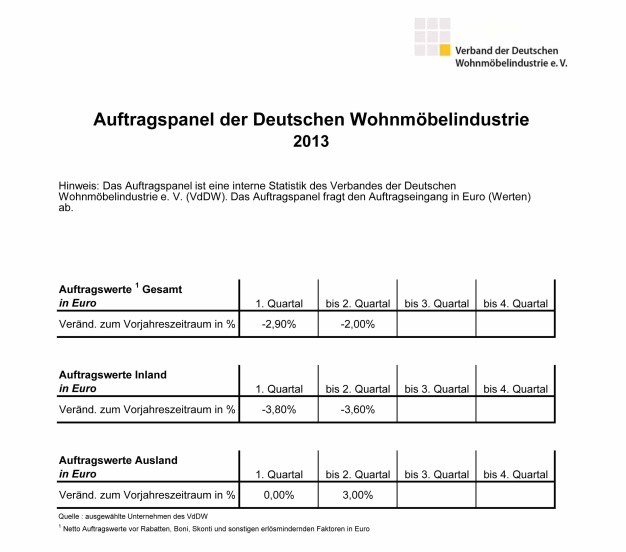 Verband der Deutschen
Wohnmöbelindustrie e. V.
Auftragspanel der Deutschen Wohnmöbelindustrie
2013
Hinweis: Das Auftragspanel ist eine interne Statistik des Verbandes der Deutschen
Wohnmöbelindustrie e. V. (VdDW). Das Auftragspanel fragt den Auftragseingang in Euro (Werten)
ab.
Auftragswerte ¹ Gesamt
in Euro 1. Quartal bis 2. Quartal bis 3. Quartal bis 4. Quartal
Veränd. zum Vorjahreszeitraum in % -2,90% -2,00%
Auftragswerte Inland
in Euro 1. Quartal bis 2. Quartal bis 3. Quartal bis 4. Quartal
Veränd. zum Vorjahreszeitraum in % -3,80% -3,60%
Auftragswerte Ausland
in Euro 1. Quartal bis 2. Quartal bis 3. Quartal bis 4. Quartal
Veränd. zum Vorjahreszeitraum in % 0,00% 3,00%
Quelle : ausgewählte Unternehmen des VdDW
¹ Netto Auftragswerte vor Rabatten, Boni, Skonti und sonstigen erlösmindernden Faktoren in Euro